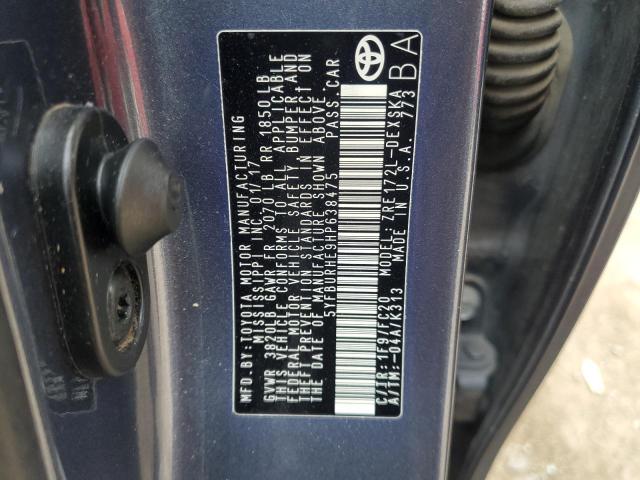 MFD.BY: TOYOTA MOTOR MANUFACTURING
MISSISSIPPI INC. 01/17
GVWR 3820LB GAWR FR 2070 LB RR 1850 LB
THIS VEHICLE CONFORMS TO ALL APPLICABLE
FEDERAL MOTOR VEHICLE SAFETY BUMPER AND
THEFT PREVENTION STANDARDS IN EFFECT ON
THE DATE OF MANUFACTURE SHOWN ABOVE.
5YFBURHE9HP638475 PASS. CAR
C/TR: 1F9/FC20 MODEL: ZRE172L-DEXSKA
A/TM: -04A/K313 MADE IN U.S.A. 773
BA